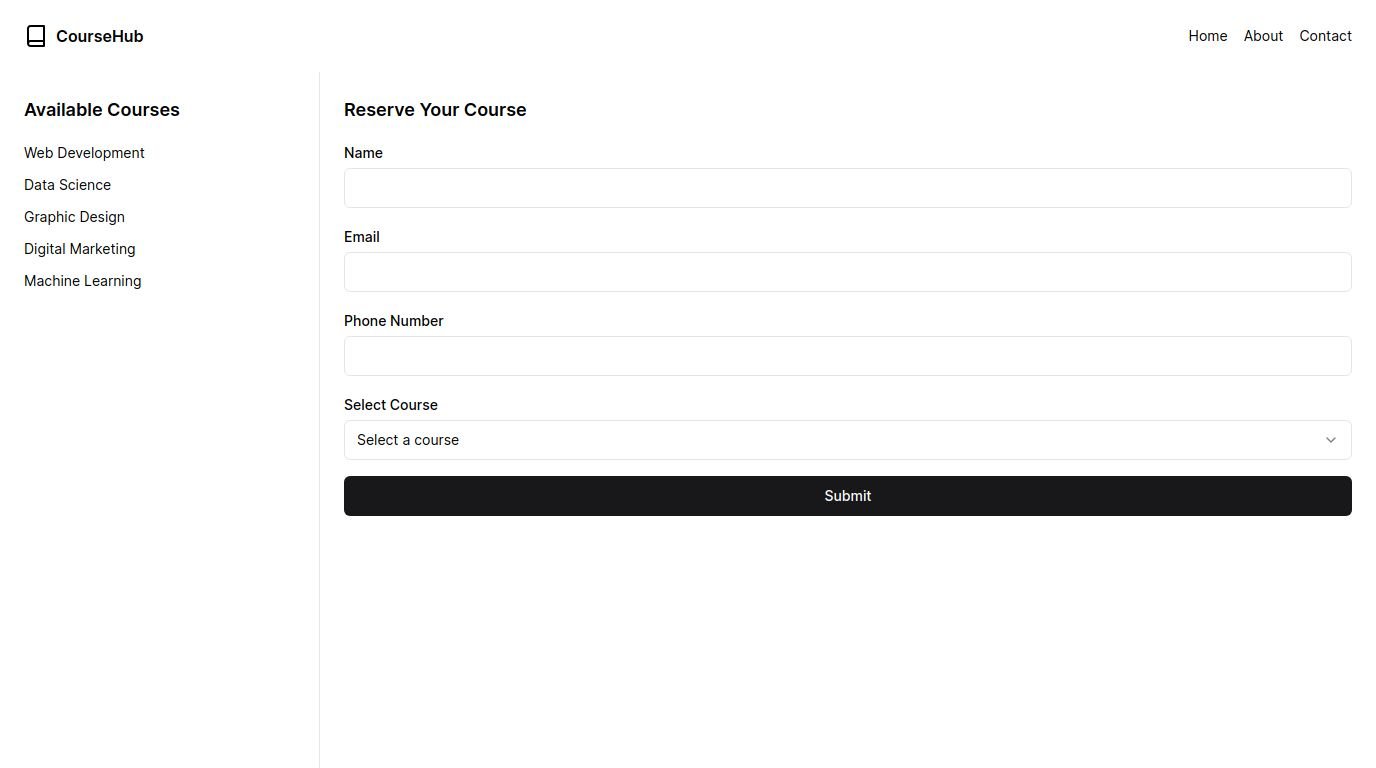 CourseHub
Home About Contact
Available Courses
Web Development
Data Science
Graphic Design
Digital Marketing
Machine Learning
Reserve Your Course
Name
Email
Phone Number
Select Course
Select a course
Submit